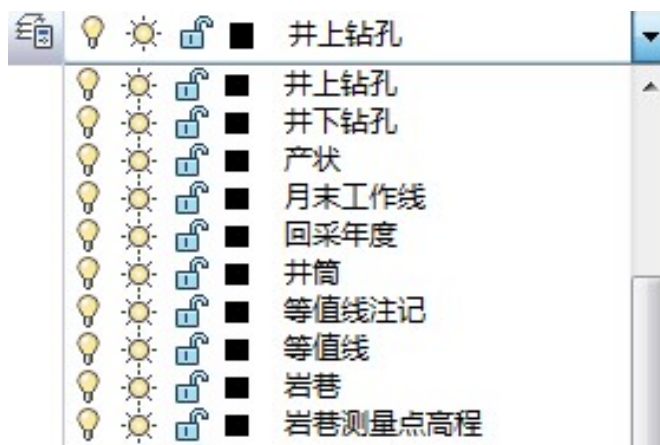 井上钻孔
井上钻孔
井下钻孔
产状
月末工作线
回采年度
井筒
等值线注记
等值线
岩巷
岩巷测量点高程